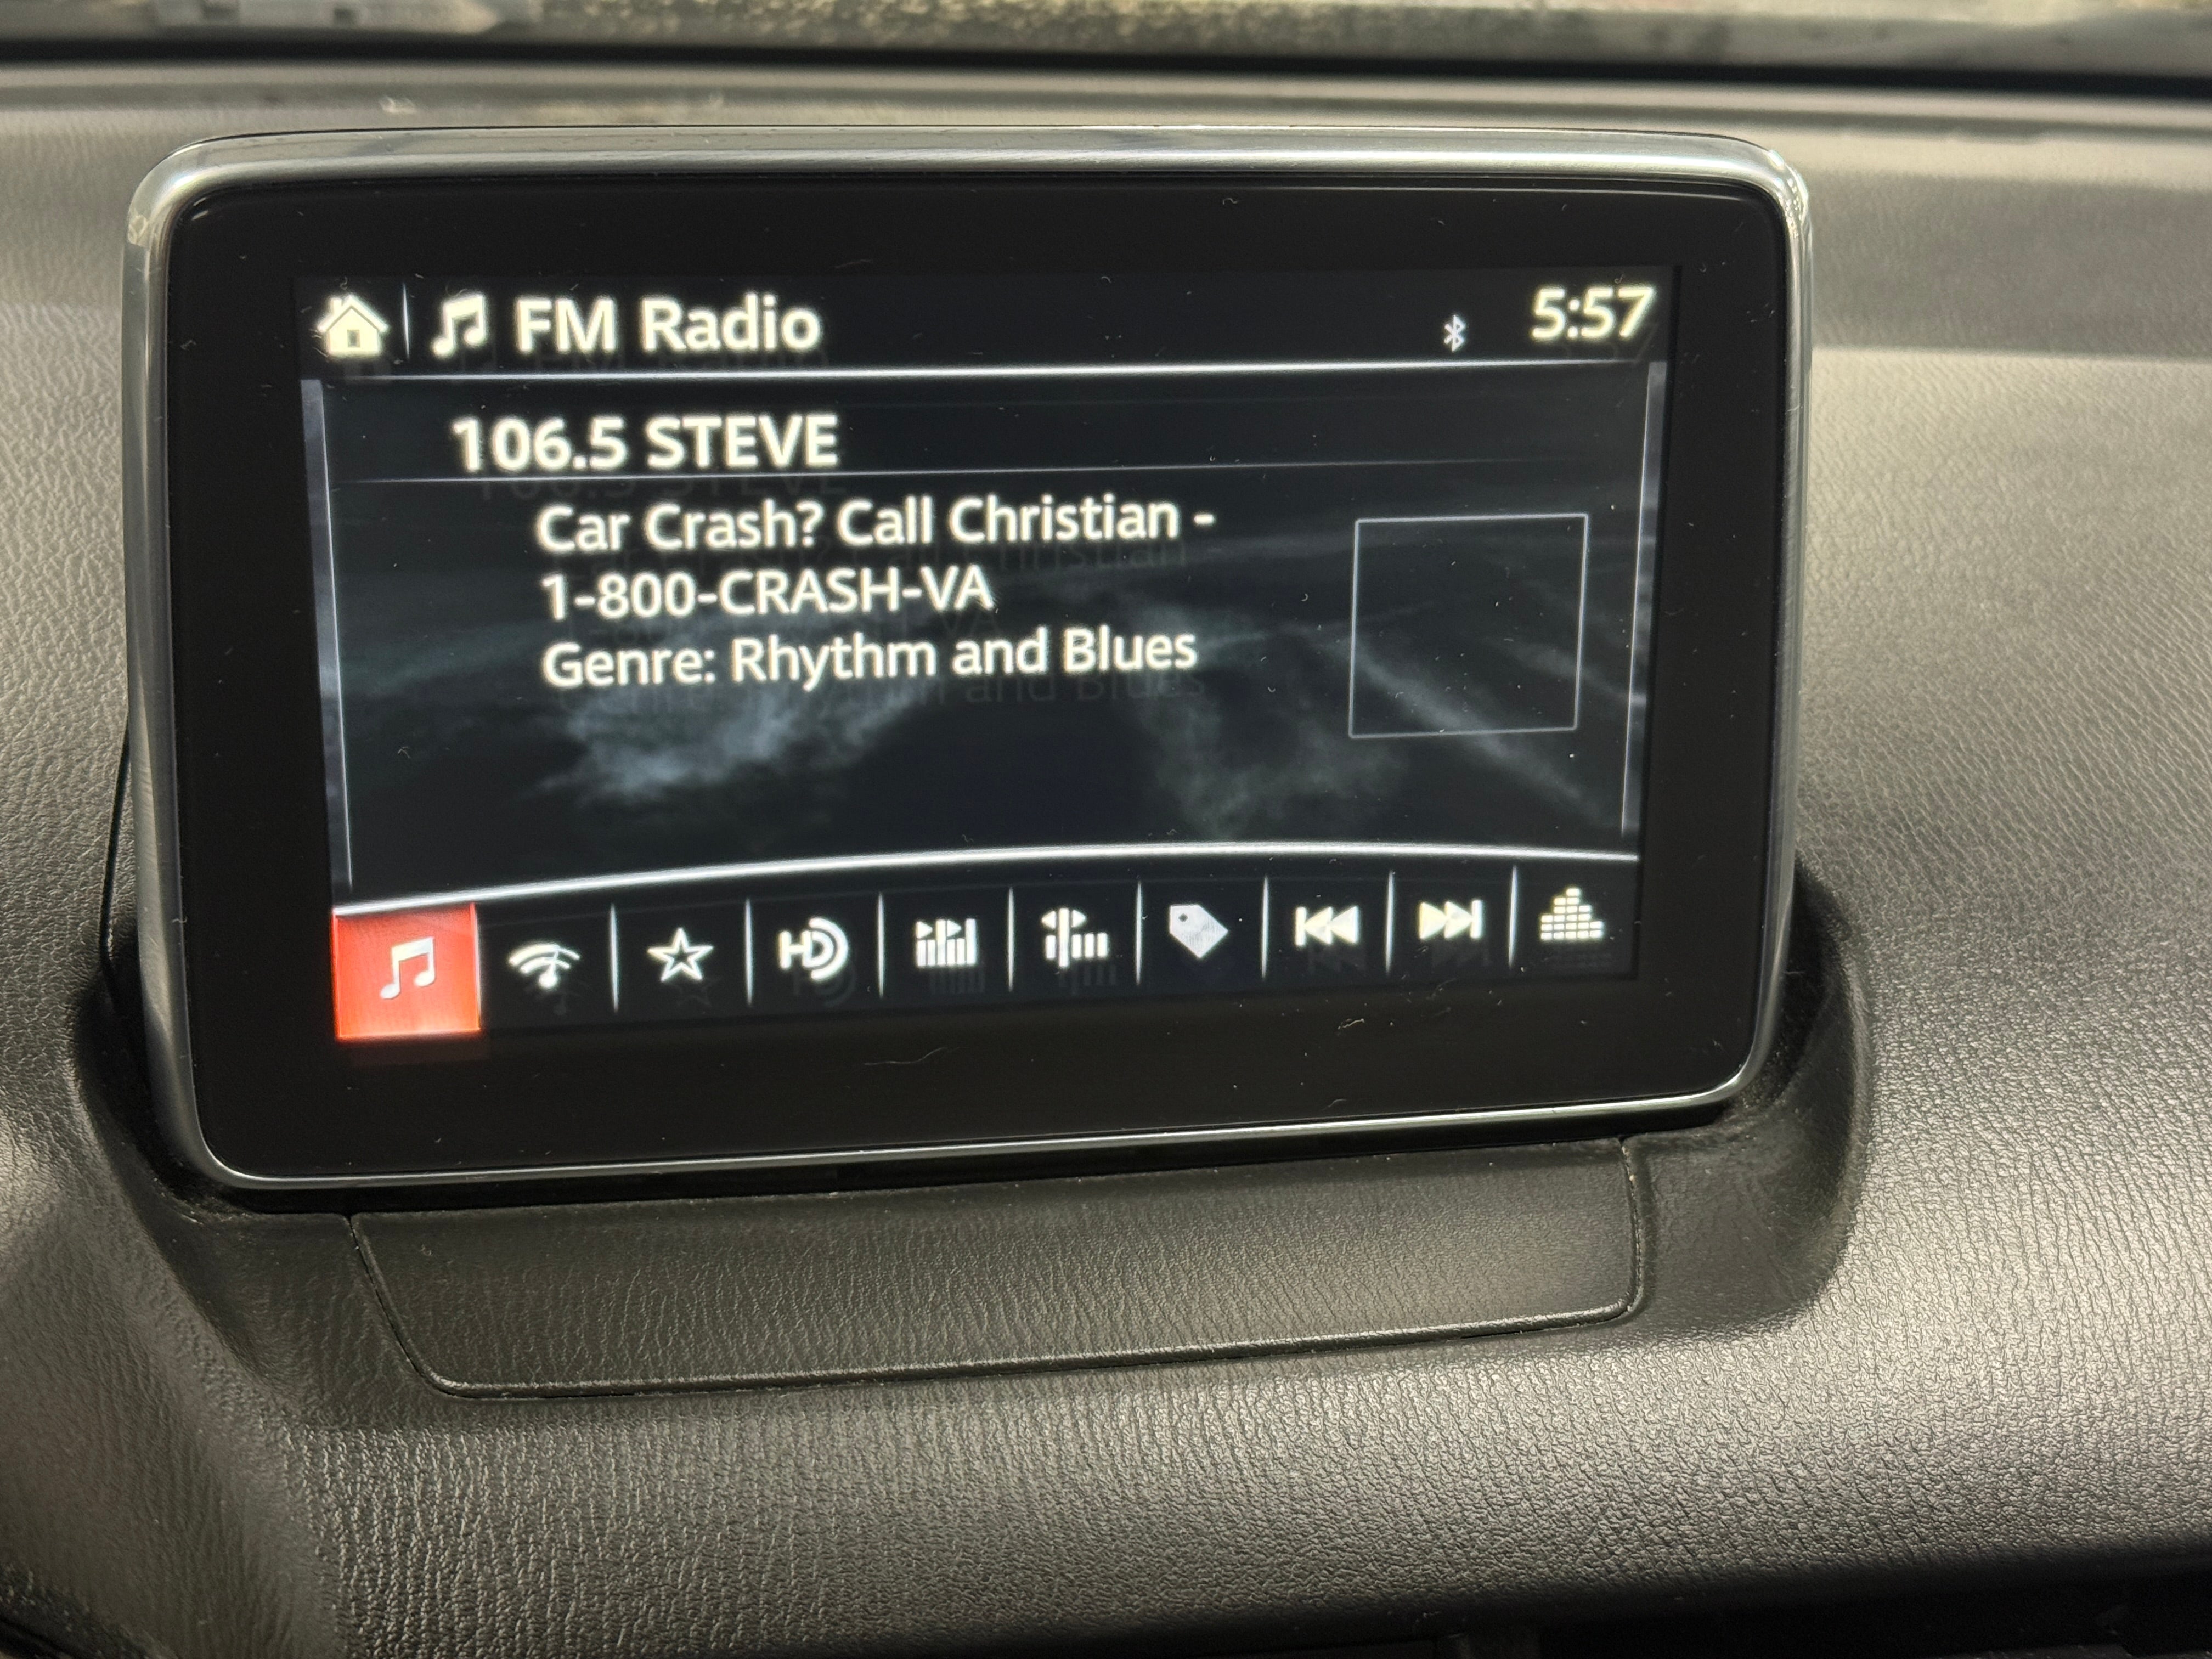 FM Radio
5:57
106.5 STEVE
Car Crash? Call Christian -
1-800-CRASH-VA
Genre: Rhythm and Blues
HD